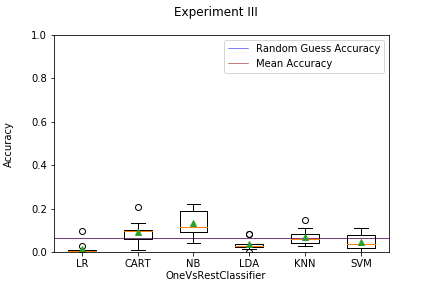 Experiment III
Random Guess Accuracy
Mean Accuracy
Accuracy
1.0
0.8
0.6
0.4
0.2
0.0
LR CART NB LDA KNN SVM
OneVsRestClassifier